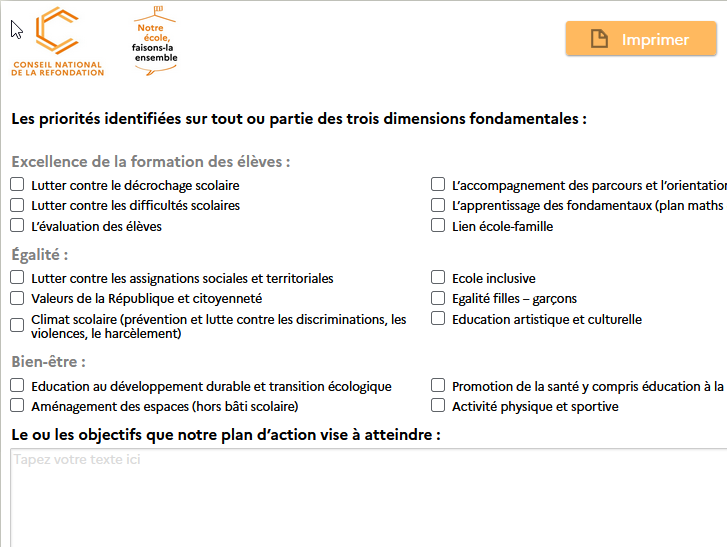 CONSEIL NATIONAL
DE LA REFONDATION
Notre
école,
faisons-la
ensemble
Imprimer
Les priorités identifiées sur tout ou partie des trois dimensions fondamentales :
Excellence de la formation des élèves :
Lutter contre le décrochage scolaire
L'accompagnement des parcours et l'orientation
Lutter contre les difficultés scolaires
L'apprentissage des fondamentaux (plan maths
L'évaluation des élèves
Lien école-famille
Égalité :
Lutter contre les assignations sociales et territoriales
Ecole inclusive
Valeurs de la République et citoyenneté
Egalité filles – garçons
Climat scolaire (prévention et lutte contre les discriminations, les
violences, le harcèlement)
Education artistique et culturelle
Bien-être :
Education au développement durable et transition écologique
Promotion de la santé y compris éducation à la
Aménagement des espaces (hors bâti scolaire)
Activité physique et sportive
Le ou les objectifs que notre plan d'action vise à atteindre :
Tapez votre texte ici